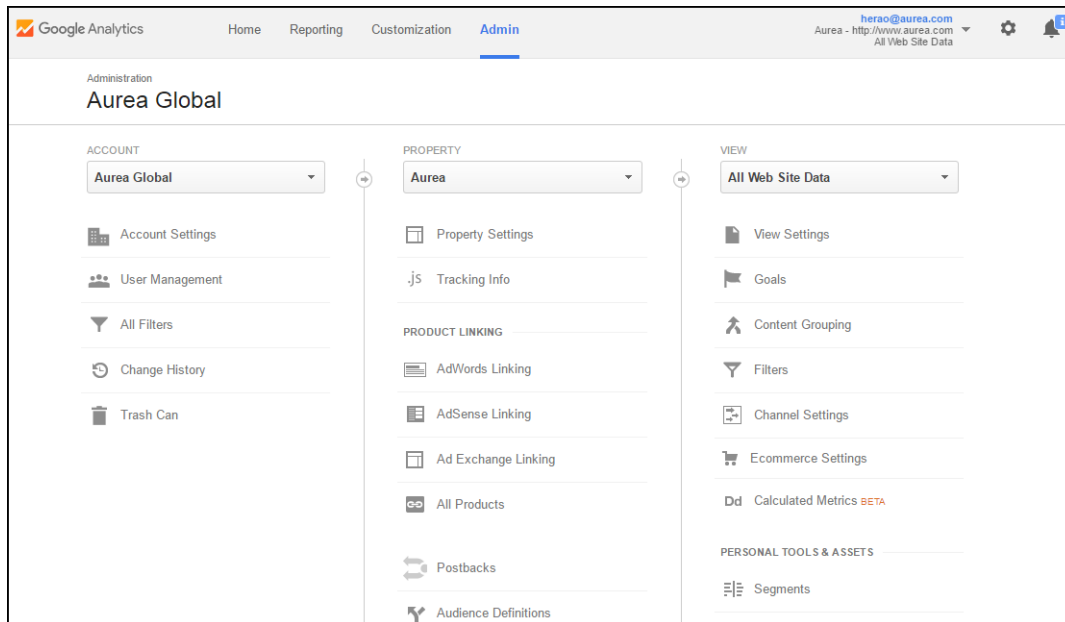 Google Analytics
Home
Reporting
Customization
Admin
herao@aurea.com
Aurea - http://www.aurea.com
All Web Site Data
Administration
Aurea Global
ACCOUNT
Aurea Global
Account Settings
User Management
All Filters
Change History
Trash Can
PROPERTY
Aurea
Property Settings
.js Tracking Info
PRODUCT LINKING
AdWords Linking
AdSense Linking
Ad Exchange Linking
All Products
Postbacks
Audience Definitions
VIEW
All Web Site Data
View Settings
Goals
Content Grouping
Filters
Channel Settings
Ecommerce Settings
Dd Calculated Metrics BETA
PERSONAL TOOLS & ASSETS
Segments